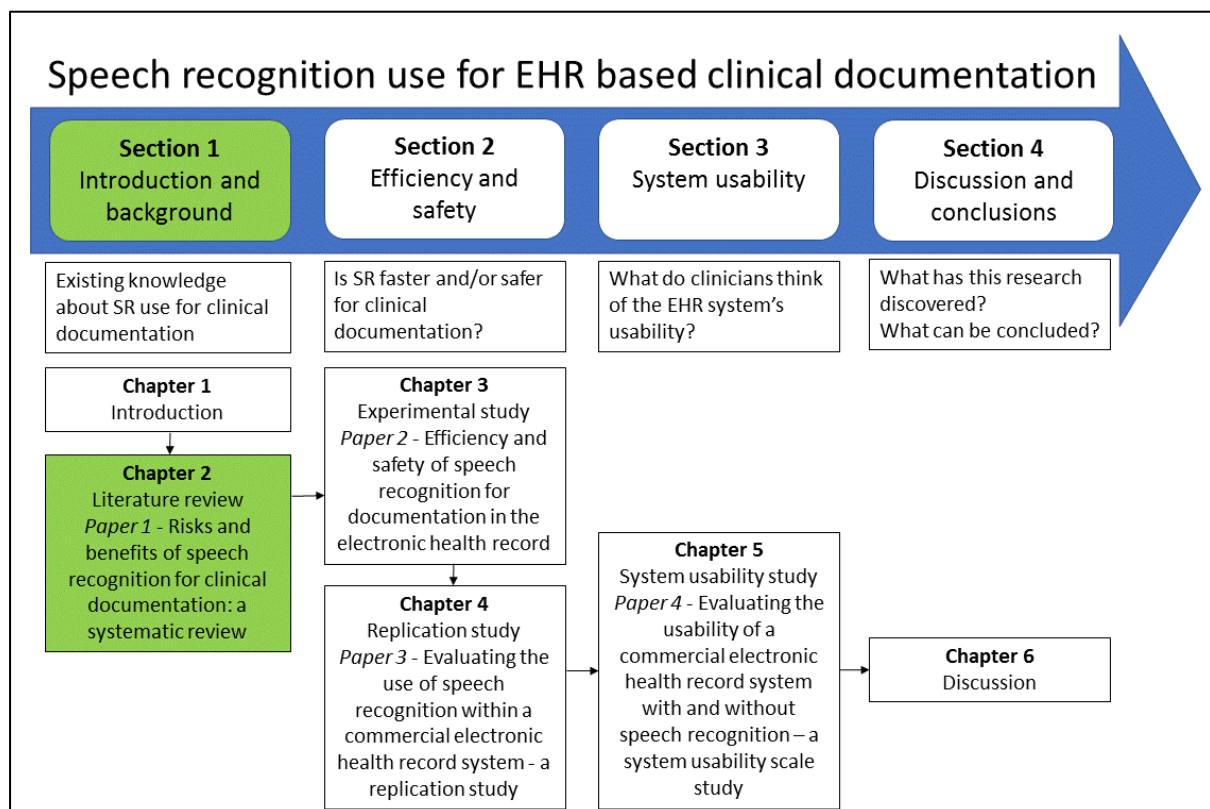 Speech recognition use for EHR based clinical documentation
Section 1
Introduction and
background
Section 2
Efficiency and
safety
Section 3
System usability
Section 4
Discussion and
conclusions
Existing knowledge
about SR use for clinical
documentation
Is SR faster and/or safer
for clinical
documentation?
What do clinicians think
of the EHR system’s
usability?
What has this research
discovered?
What can be concluded?
Chapter 1
Introduction
Chapter 2
Literature review
Paper 1 - Risks and
benefits of speech
recognition for clinical
documentation: a
systematic review
Chapter 3
Experimental study
Paper 2 - Efficiency and
safety of speech
recognition for
documentation in the
electronic health record
Chapter 4
Replication study
Paper 3 - Evaluating the
use of speech
recognition within a
commercial electronic
health record system - a
replication study
Chapter 5
System usability study
Paper 4 - Evaluating the
usability of a
commercial electronic
health record system
with and without
speech recognition – a
system usability scale
study
Chapter 6
Discussion